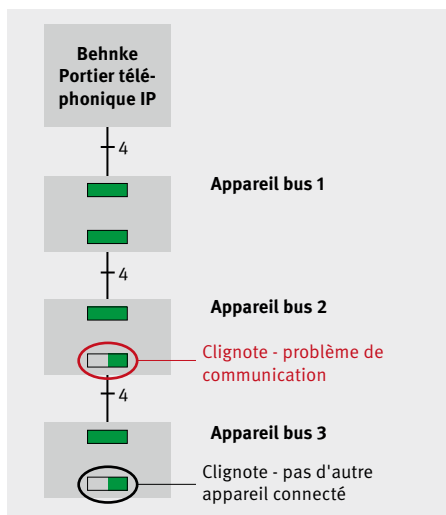 Behnke
Portier télé-
phonique IP
4
Appareil bus 1
4
Appareil bus 2
Clignote - problème de
communication
4
Appareil bus 3
Clignote - pas d'autre
appareil connecté